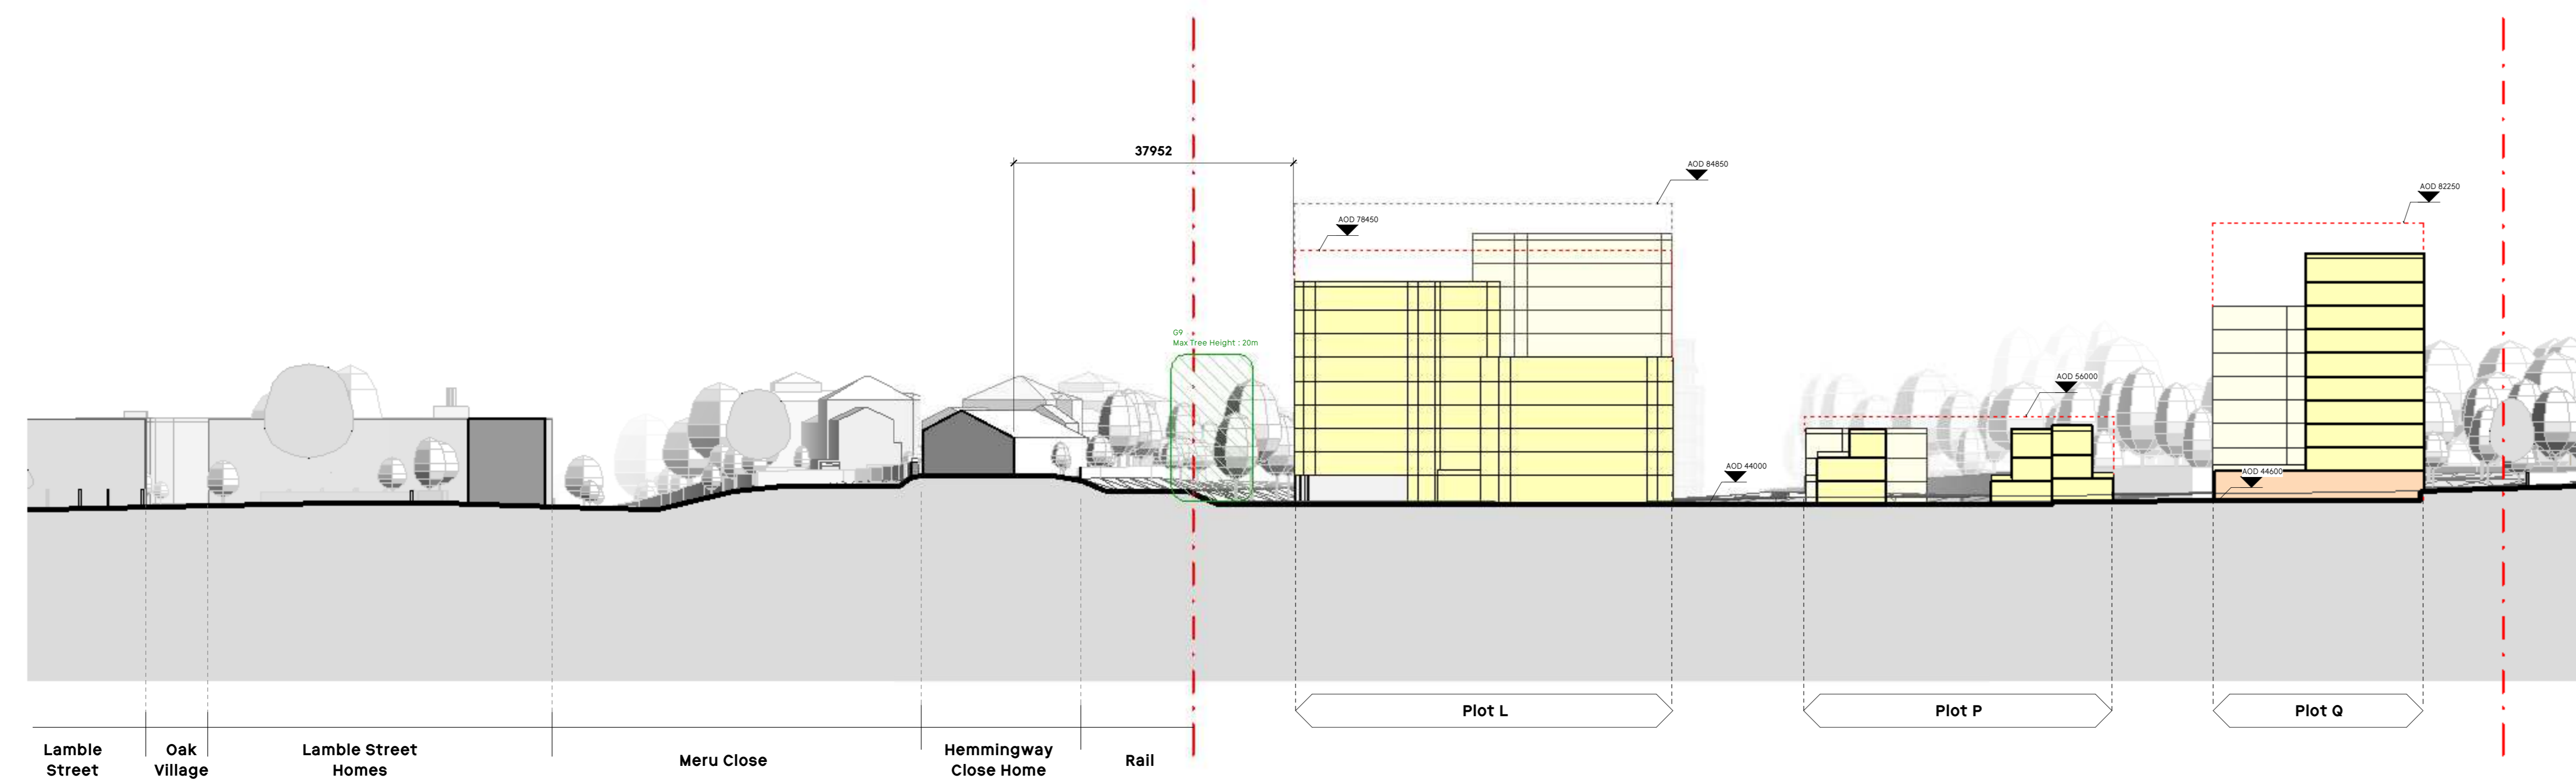 37952
AOD 84850
AOD 78450
AOD 82250
G9
Max Tree Height : 20m
AOD 56000
AOD 44000
AOD 44600
Plot L
Plot P
Plot Q
Lamble
Street
Oak
Village
Lamble Street
Homes
Meru Close
Hemmingway
Close Home
Rail